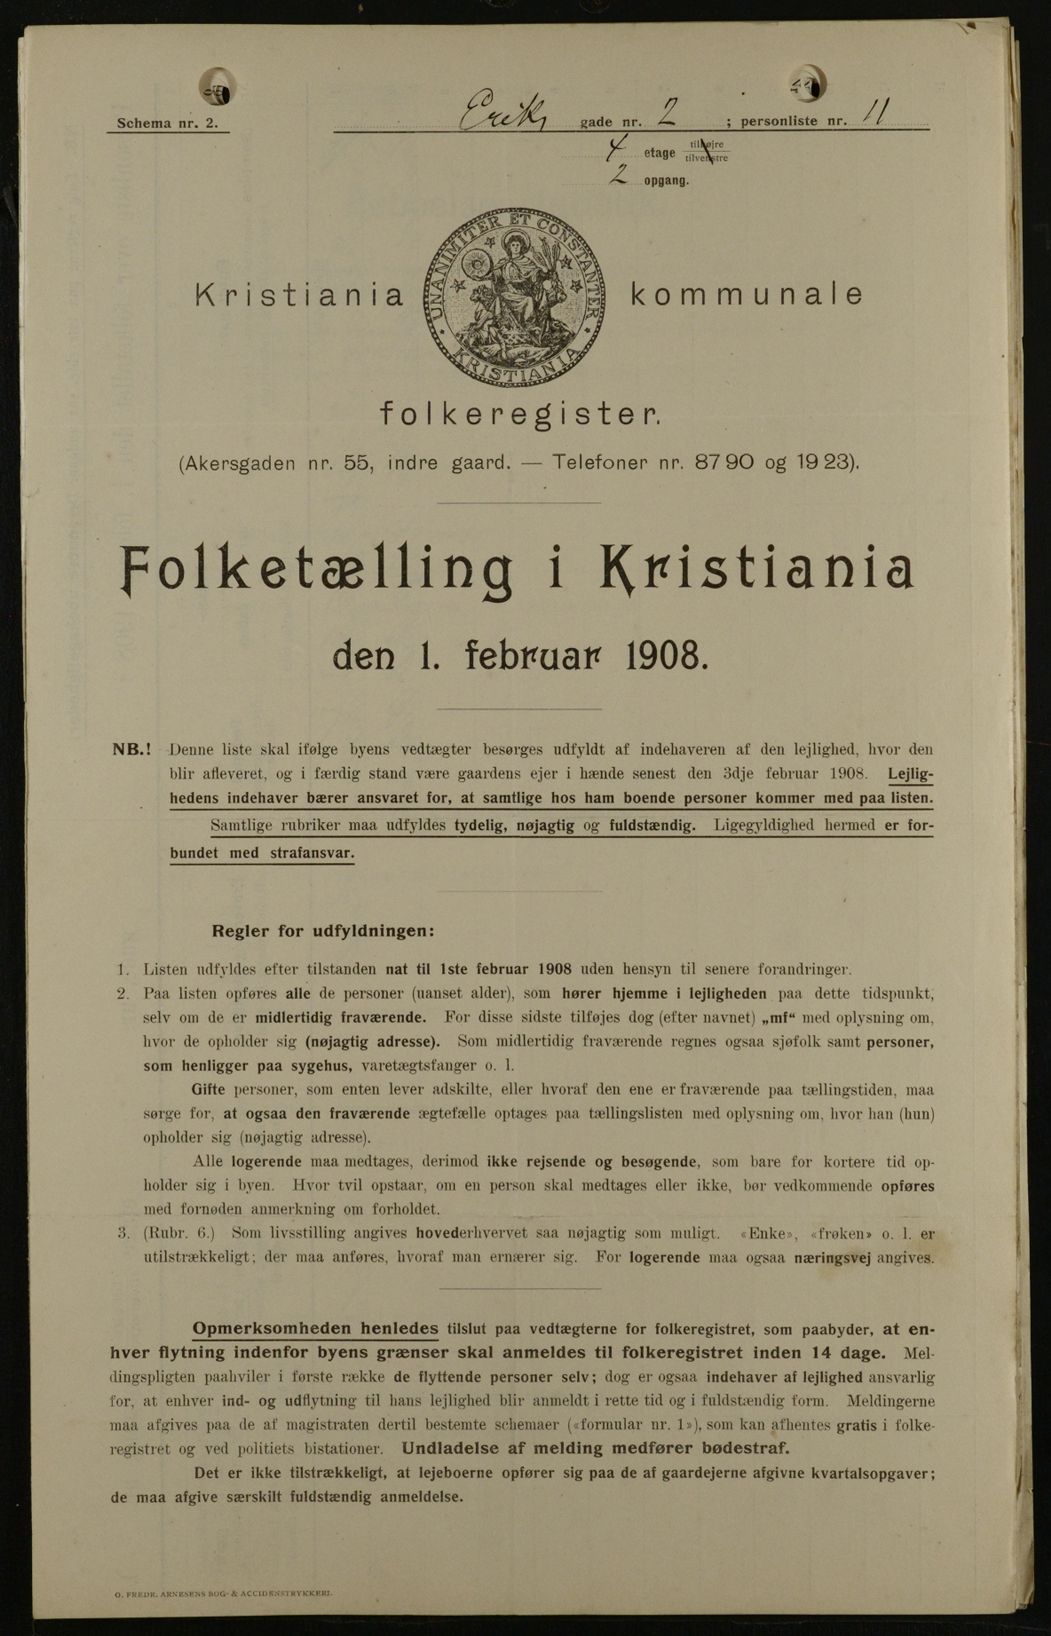 Schema nr. 2.
Eriks gade nr. 2 ; personliste nr. 11
4 etage tilhøjre tilvenstre
2 opgang.
UNANIMITER ET CONSTANTER
KRISTIANIA
Kristiania kommunale
folkeregister.
(Akersgaden nr. 55, indre gaard. — Telefoner nr. 87 90 og 19 23).
Folketælling i Kristiania
den 1. februar 1908.
NB.! Denne liste skal ifølge byens vedtægter besørges udfyldt af indehaveren af den lejlighed, hvor den
blir afleveret, og i færdig stand være gaardens ejer i hænde senest den 3dje februar 1908. Lejlig-
hedens indehaver bærer ansvaret for, at samtlige hos ham boende personer kommer med paa listen.
Samtlige rubriker maa udfyldes tydelig, nøjagtig og fuldstændig. Ligegyldighed hermed er for-
bundet med strafansvar.
Regler for udfyldningen:
1. Listen udfyldes efter tilstanden nat til 1ste februar 1908 uden hensyn til senere forandringer.
2. Paa listen opføres alle de personer (uanset alder), som hører hjemme i lejligheden paa dette tidspunkt,
selv om de er midlertidig fraværende. For disse sidste tilføjes dog (efter navnet) „mf“ med oplysning om,
hvor de opholder sig (nøjagtig adresse). Som midlertidig fraværende regnes ogsaa sjøfolk samt personer,
som henligger paa sygehus, varetægtsfanger o. l.
Gifte personer, som enten lever adskilte, eller hvoraf den ene er fraværende paa tællingstiden, maa
sørge for, at ogsaa den fraværende ægtefælle optages paa tællingslisten med oplysning om, hvor han (hun)
opholder sig (nøjagtig adresse).
Alle logerende maa medtages, derimod ikke rejsende og besøgende, som bare for kortere tid op-
holder sig i byen. Hvor tvil opstaar, om en person skal medtages eller ikke, bør vedkommende opføres
med fornøden anmerkning om forholdet.
3. (Rubr. 6.) Som livsstilling angives hovederhvervet saa nøjagtig som muligt. «Enke», «frøken» o. l. er
utilstrækkeligt; der maa anføres, hvoraf man ernærer sig. For logerende maa ogsaa næringsvej angives.
Opmerksomheden henledes tilslut paa vedtægterne for folkeregistret, som paabyder, at en-
hver flytning indenfor byens grænser skal anmeldes til folkeregistret inden 14 dage. Mel-
dingspligten paahviler i første række de flyttende personer selv; dog er ogsaa indehaver af lejlighed ansvarlig
for, at enhver ind- og udflytning til hans lejlighed blir anmeldt i rette tid og i fuldstændig form. Meldingerne
maa afgives paa de af magistraten dertil bestemte schemaer («formular nr. 1»), som kan afhentes gratis i folke-
registret og ved politiets bistationer. Undladelse af melding medfører bødestraf.
Det er ikke tilstrækkeligt, at lejeboerne opfører sig paa de af gaardejerne afgivne kvartalsopgaver;
de maa afgive særskilt fuldstændig anmeldelse.
O. FREDR. ARNESENS BOG- & ACCIDENSTRYKKERI.